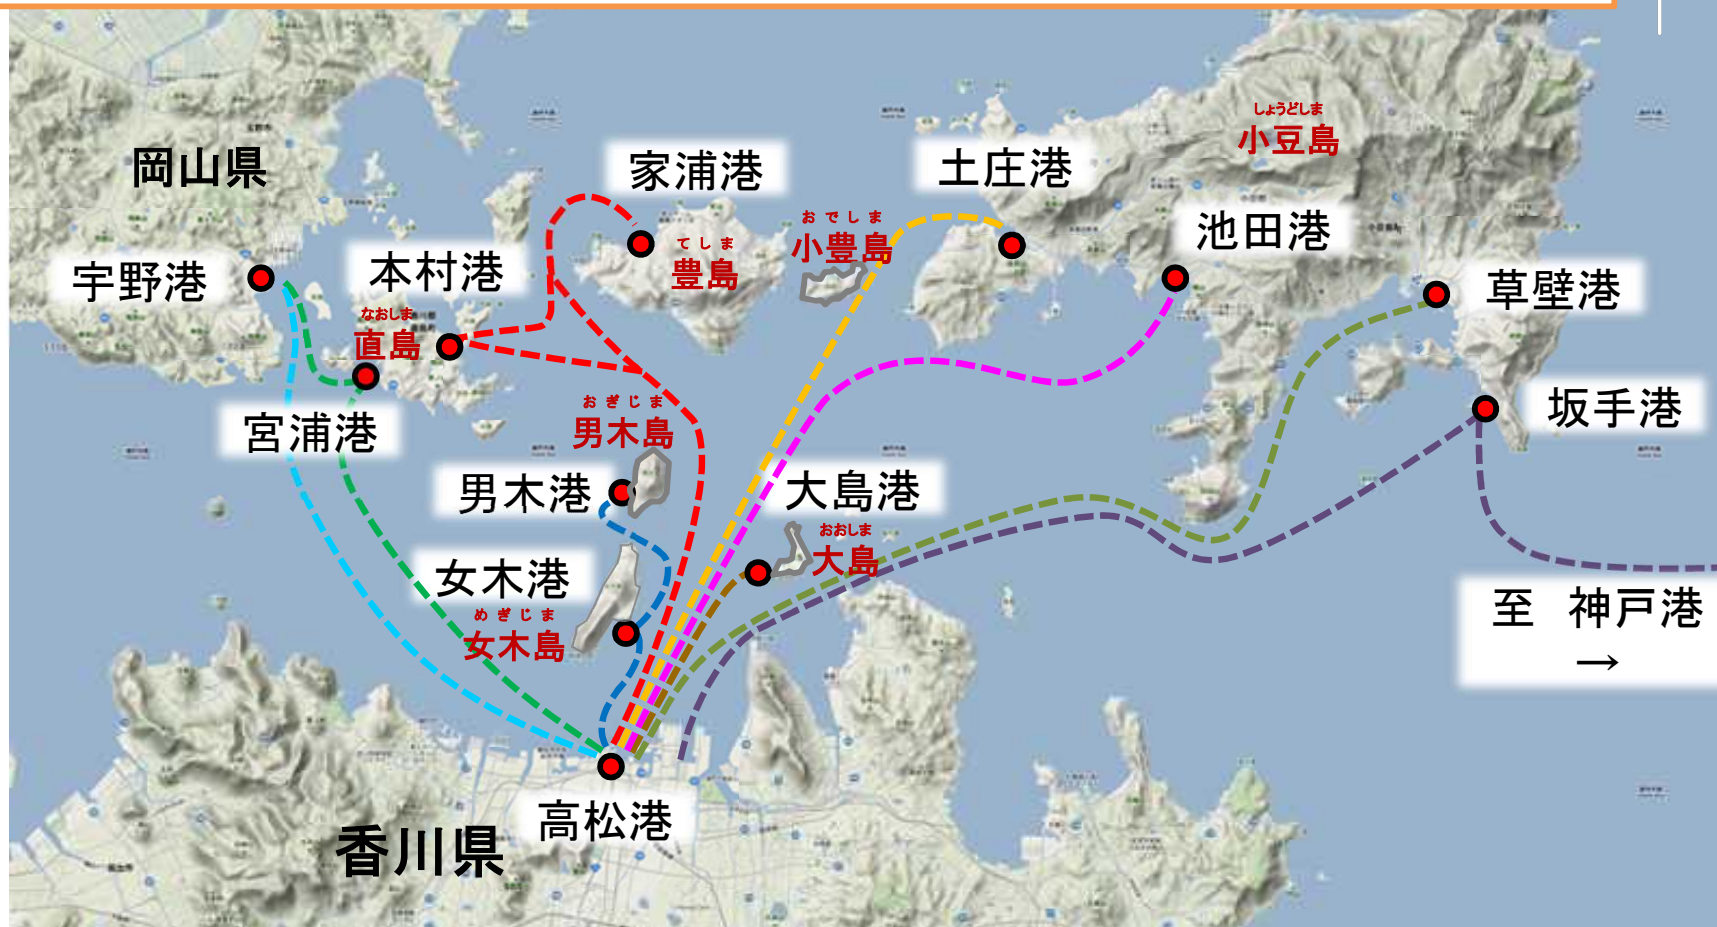 しょうどしま
小豆島
岡山県
家浦港
土庄港
おでしま
小豊島
池田港
てしま
豊島
本村港
宇野港
草壁港
なおしま
直島
宮浦港
おぎじま
男木島
坂手港
男木港
大島港
おおしま
大島
女木港
めぎじま
女木島
至 神戸港
→
高松港
香川県